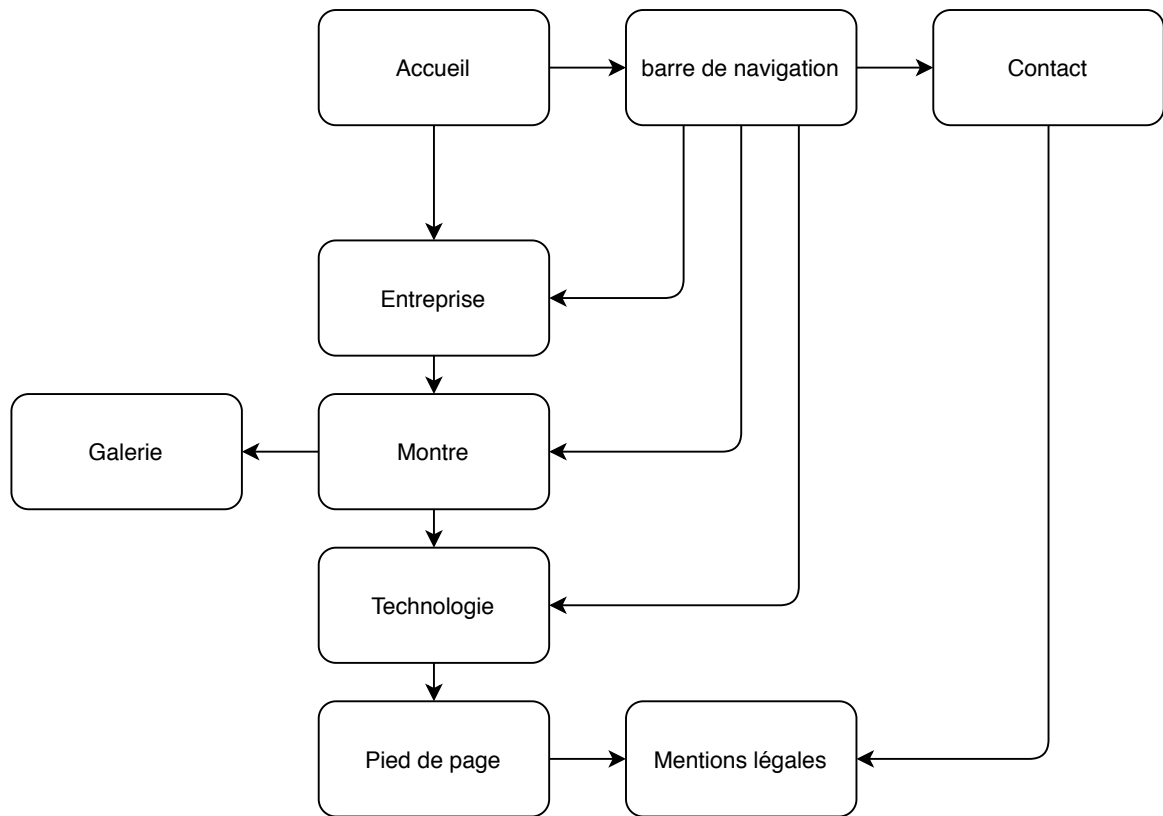 Accueil
barre de navigation
Contact
Entreprise
Galerie
Montre
Technologie
Pied de page
Mentions légales